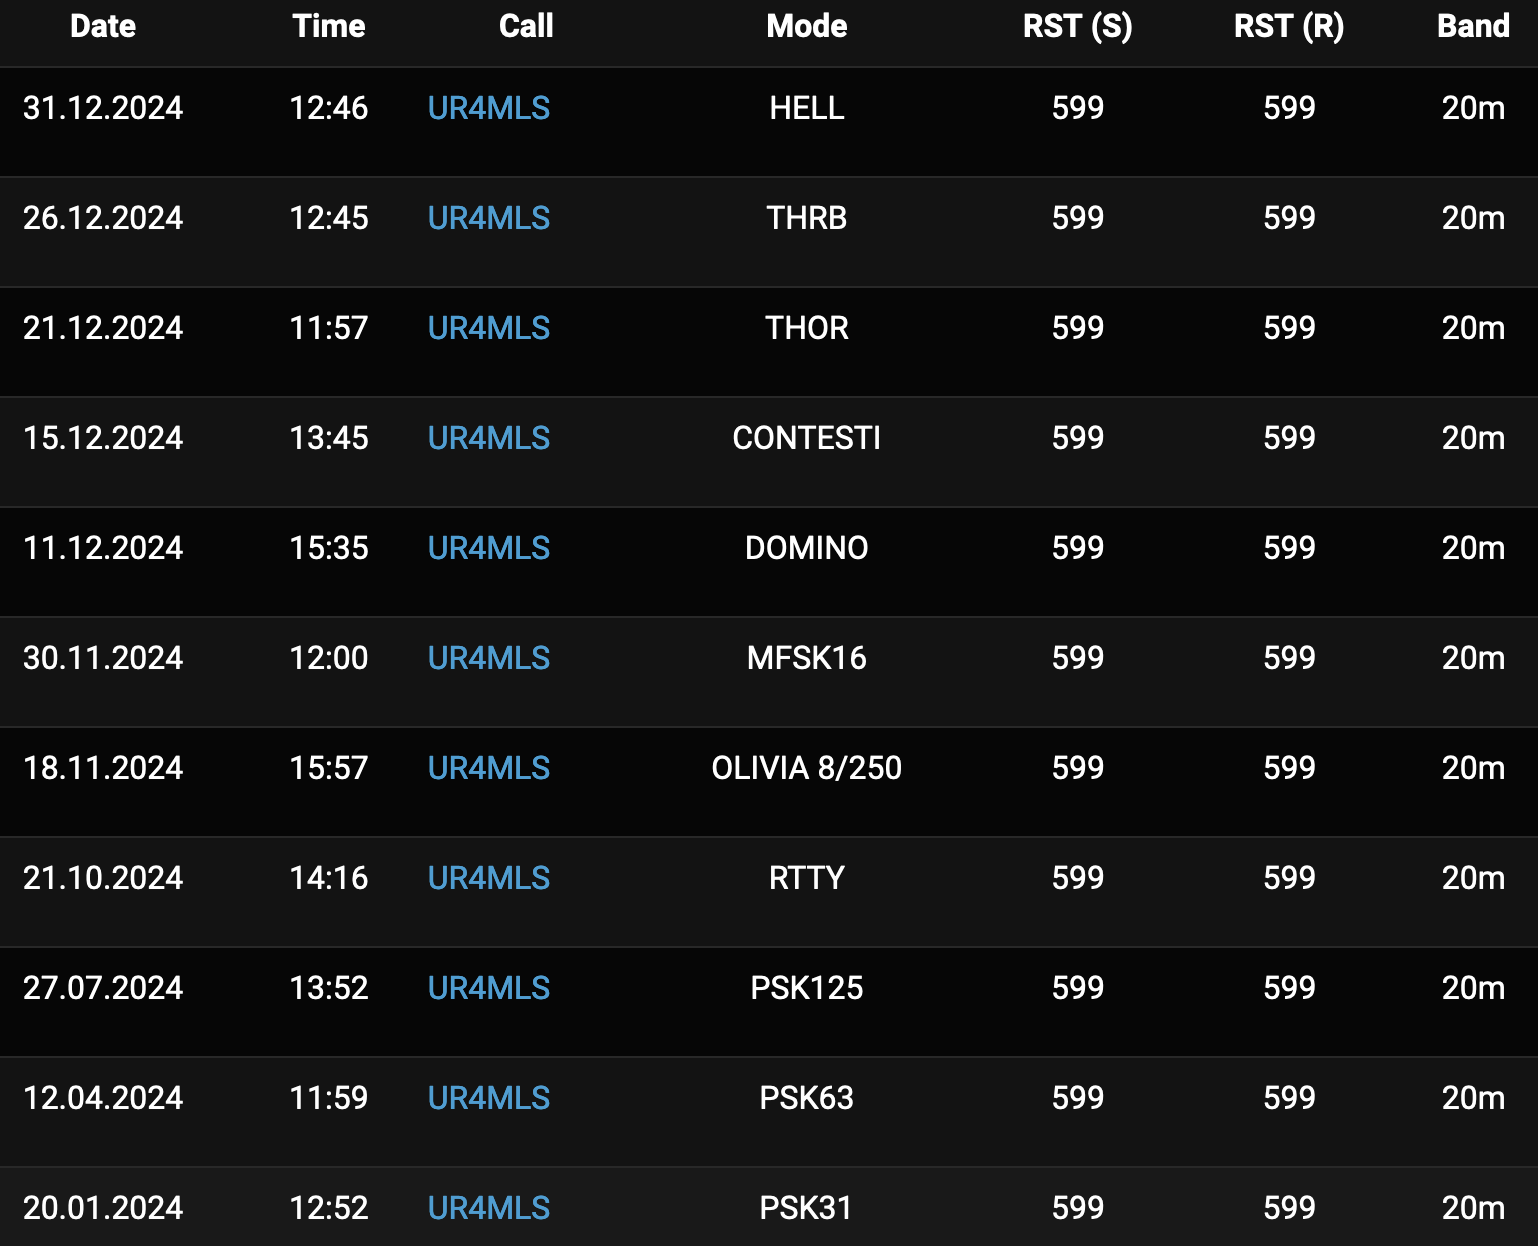 Date Time Call Mode RST (S) RST (R) Band
31.12.2024 12:46 UR4MLS HELL 599 599 20m
26.12.2024 12:45 UR4MLS THRB 599 599 20m
21.12.2024 11:57 UR4MLS THOR 599 599 20m
15.12.2024 13:45 UR4MLS CONTESTI 599 599 20m
11.12.2024 15:35 UR4MLS DOMINO 599 599 20m
30.11.2024 12:00 UR4MLS MFSK16 599 599 20m
18.11.2024 15:57 UR4MLS OLIVIA 8/250 599 599 20m
21.10.2024 14:16 UR4MLS RTTY 599 599 20m
27.07.2024 13:52 UR4MLS PSK125 599 599 20m
12.04.2024 11:59 UR4MLS PSK63 599 599 20m
20.01.2024 12:52 UR4MLS PSK31 599 599 20m